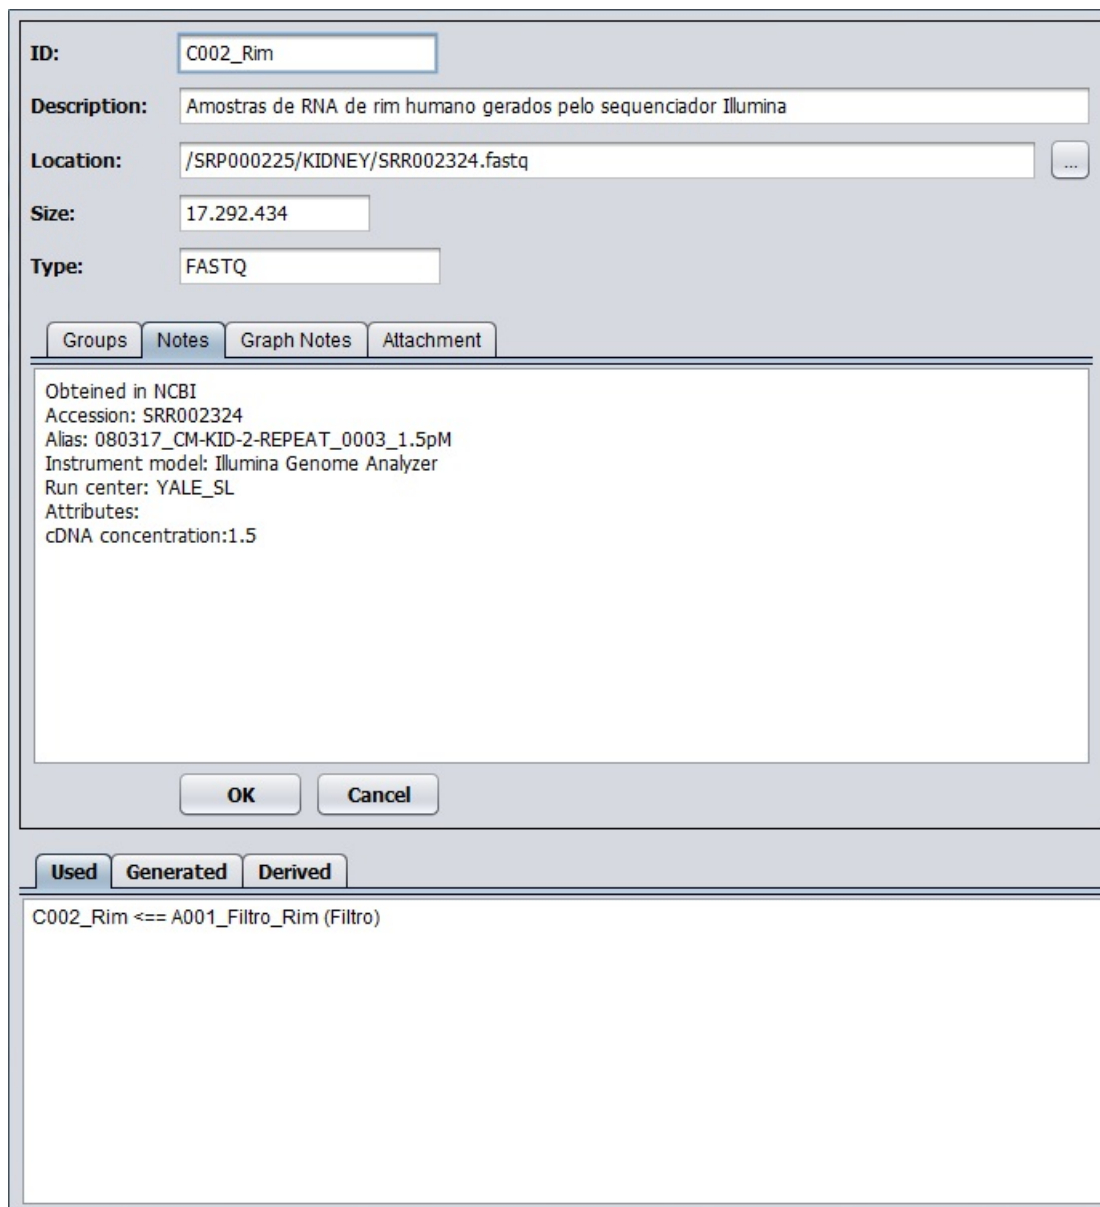 ID: C002_Rim
Description: Amostras de RNA de rim humano gerados pelo sequenciador Illumina
Location: /SRP000225/KIDNEY/SRR002324.fastq ...
Size: 17.292.434
Type: FASTQ
Groups Notes Graph Notes Attachment
Obteined in NCBI
Accession: SRR002324
Alias: 080317_CM-KID-2-REPEAT_0003_1.5pM
Instrument model: Illumina Genome Analyzer
Run center: YALE_SL
Attributes:
cDNA concentration:1.5
OK Cancel
Used Generated Derived
C002_Rim <== A001_Filtro_Rim (Filtro)